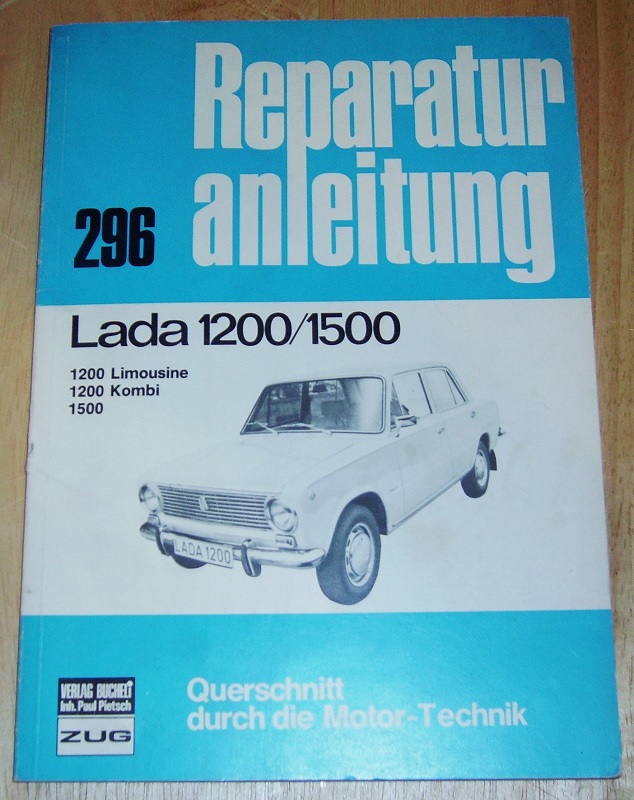 Reparatur
anleitung
296
Lada 1200/1500
1200 Limousine
1200 Kombi
1500
LADA 1200
VERLAG BUCHELI
Inh. Paul Pietsch
ZUG
Querschnitt
durch die Motor-Technik